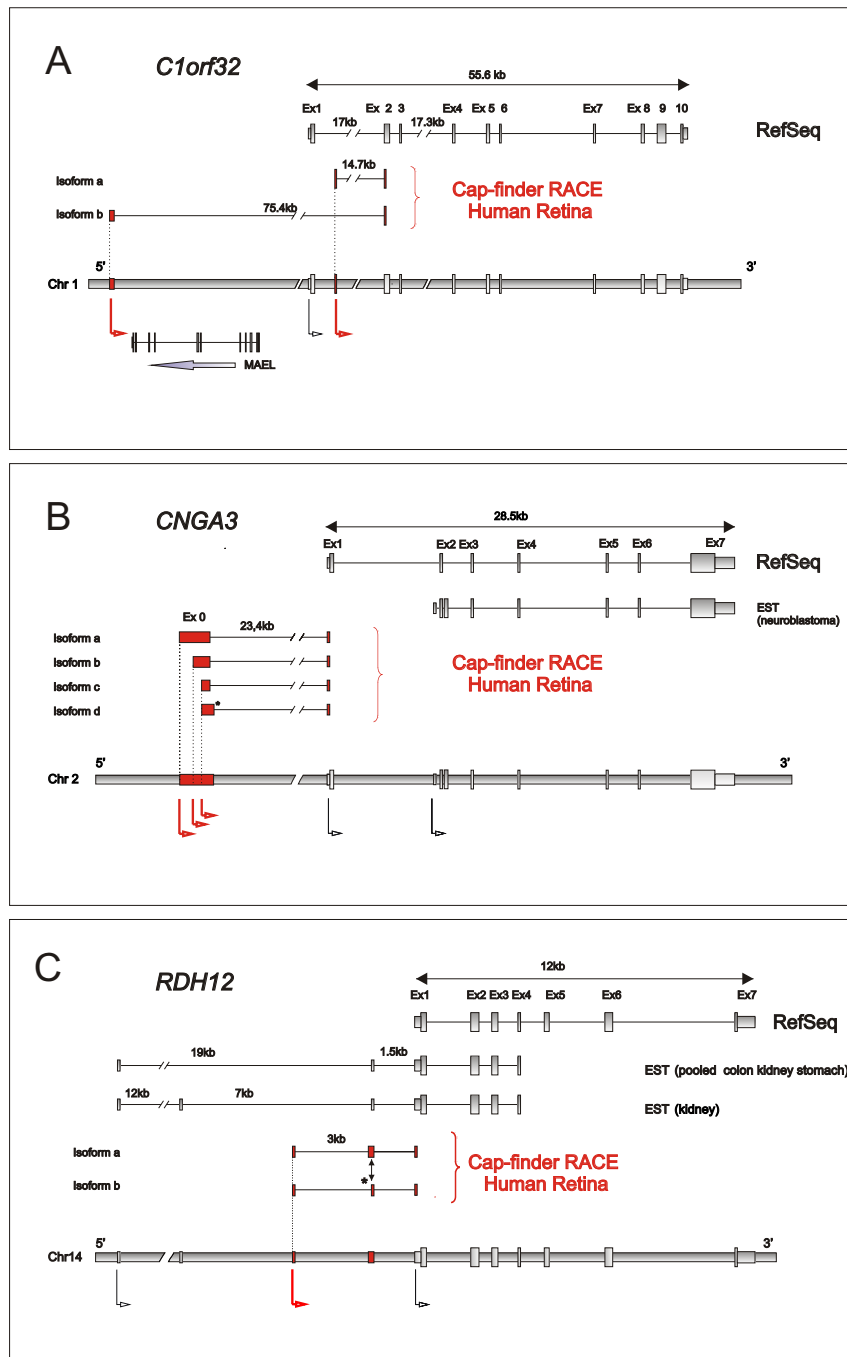 A
C1orf32
55.6 kb
Ex1 Ex 2 3 Ex4 Ex 5 6 Ex7 Ex 8 9 10
17kb 17.3kb
RefSeq
14.7kb
Isoform a
Cap-finder RACE
Human Retina
Isoform b
75.4kb
5' 3'
Chr 1
MAEL
B
CNGA3
28.5kb
Ex1 Ex2 Ex3 Ex4 Ex5 Ex6 Ex7
RefSeq
EST
(neuroblastoma)
Ex 0
23,4kb
Isoform a
Isoform b
Isoform c
Isoform d
*
Cap-finder RACE
Human Retina
5' 3'
Chr 2
C
RDH12
12kb
Ex1 Ex2 Ex3 Ex4 Ex5 Ex6 Ex7
RefSeq
19kb 1.5kb
EST (pooled colon kidney stomach)
12kb 7kb
EST (kidney)
3kb
Isoform a
Isoform b
*
Cap-finder RACE
Human Retina
5' 3'
Chr14